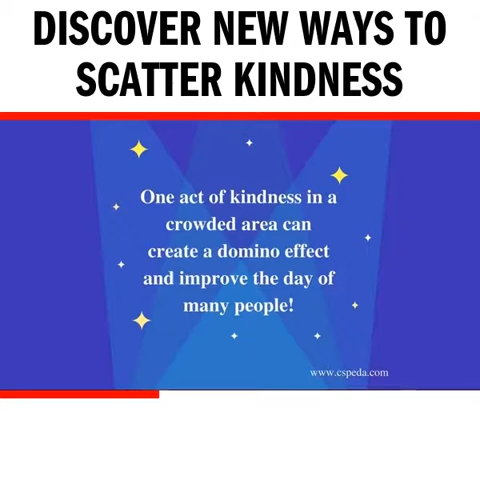 DISCOVER NEW WAYS TO
SCATTER KINDNESS
One act of kindness in a
crowded area can
create a domino effect
and improve the day of
many people!
www.cspeda.com